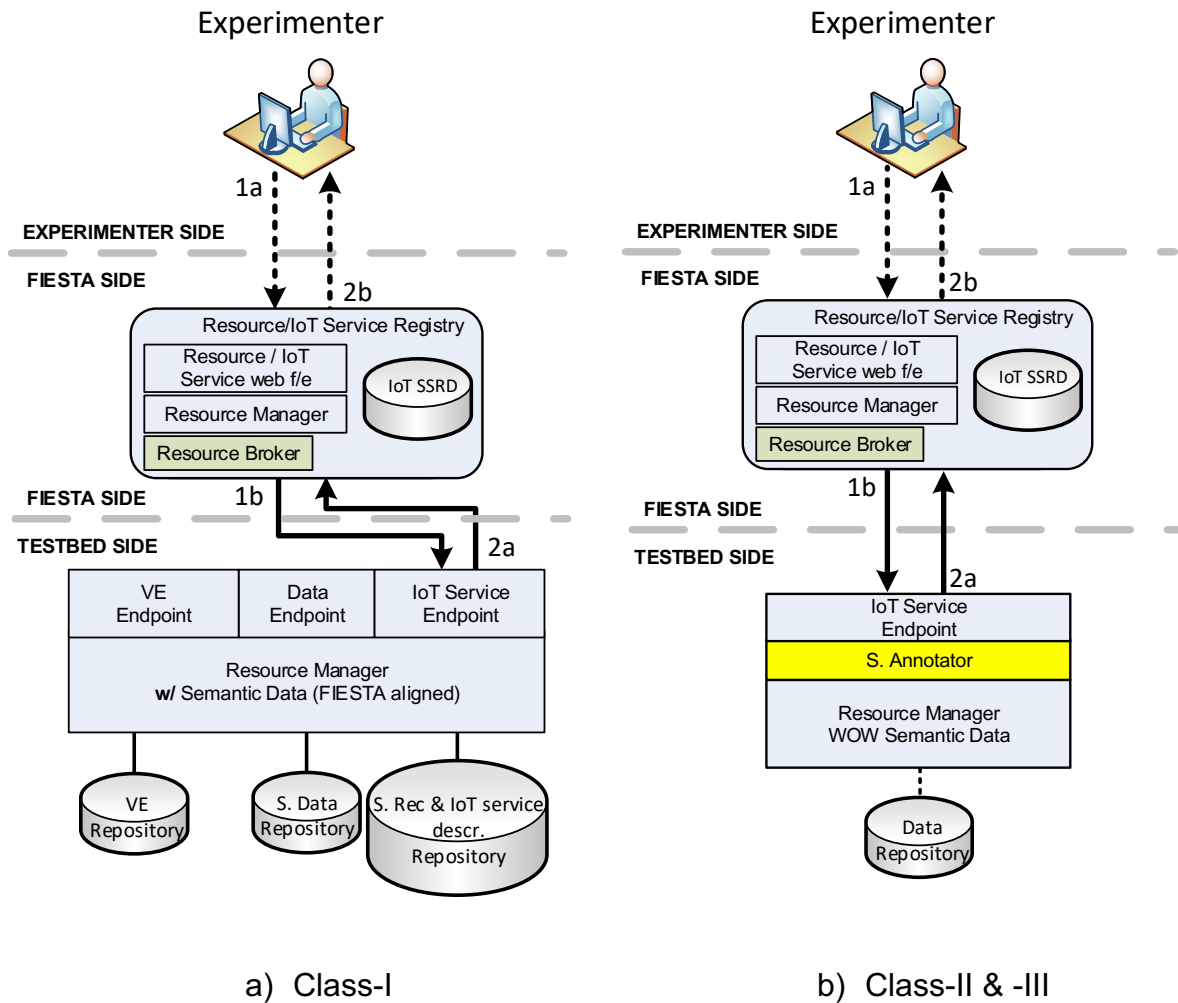 Experimenter
1a
EXPERIMENTER SIDE
FIESTA SIDE
2b
Resource/IoT Service Registry
Resource / IoT
Service web f/e
IoT SSRD
Resource Manager
Resource Broker
1b
FIESTA SIDE
TESTBED SIDE
2a
VE
Endpoint
Data
Endpoint
IoT Service
Endpoint
Resource Manager
w/ Semantic Data (FIESTA aligned)
VE
Repository
S. Data
Repository
S. Rec & IoT service
descr.
Repository
a) Class-I
Experimenter
1a
EXPERIMENTER SIDE
FIESTA SIDE
2b
Resource/IoT Service Registry
Resource / IoT
Service web f/e
IoT SSRD
Resource Manager
Resource Broker
1b
FIESTA SIDE
TESTBED SIDE
2a
IoT Service
Endpoint
S. Annotator
Resource Manager
WOW Semantic Data
Data
Repository
b) Class-II & -III